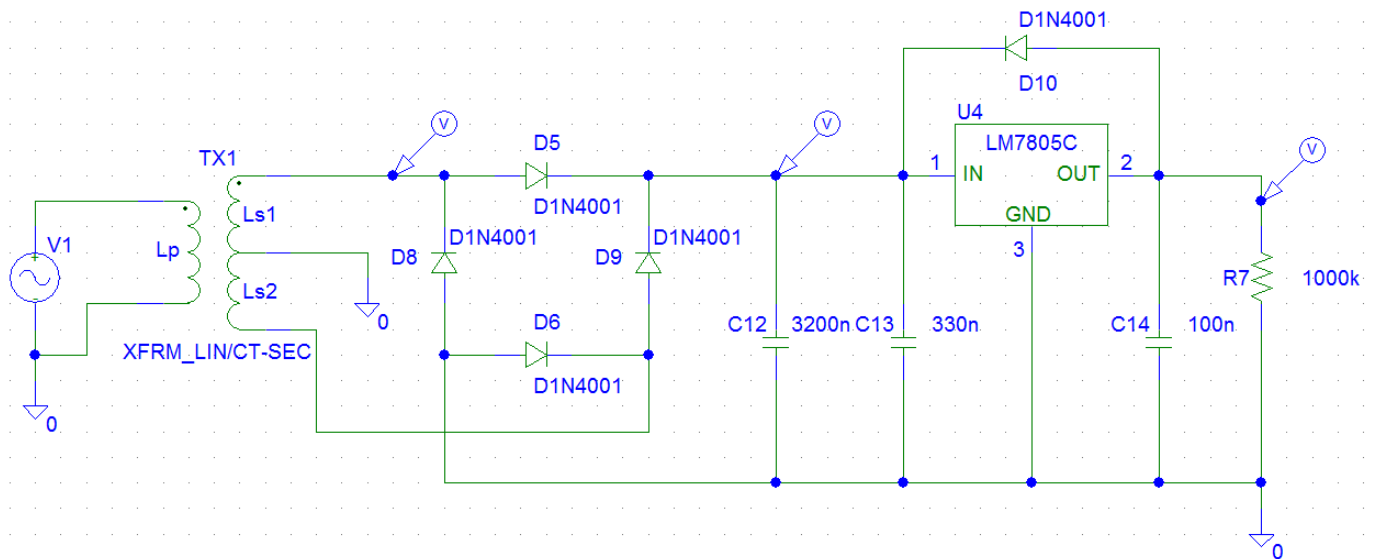 D1N4001
D10
U4
LM7805C
1
IN
OUT
2
GND
3
V
V
V
TX1
D5
D1N4001
Ls1
V1
Lp
D1N4001
D8
D1N4001
D9
Ls2
0
R7
1000k
D6
C12
3200n
C13
330n
C14
100n
XFRM_LIN/CT-SEC
D1N4001
0
0